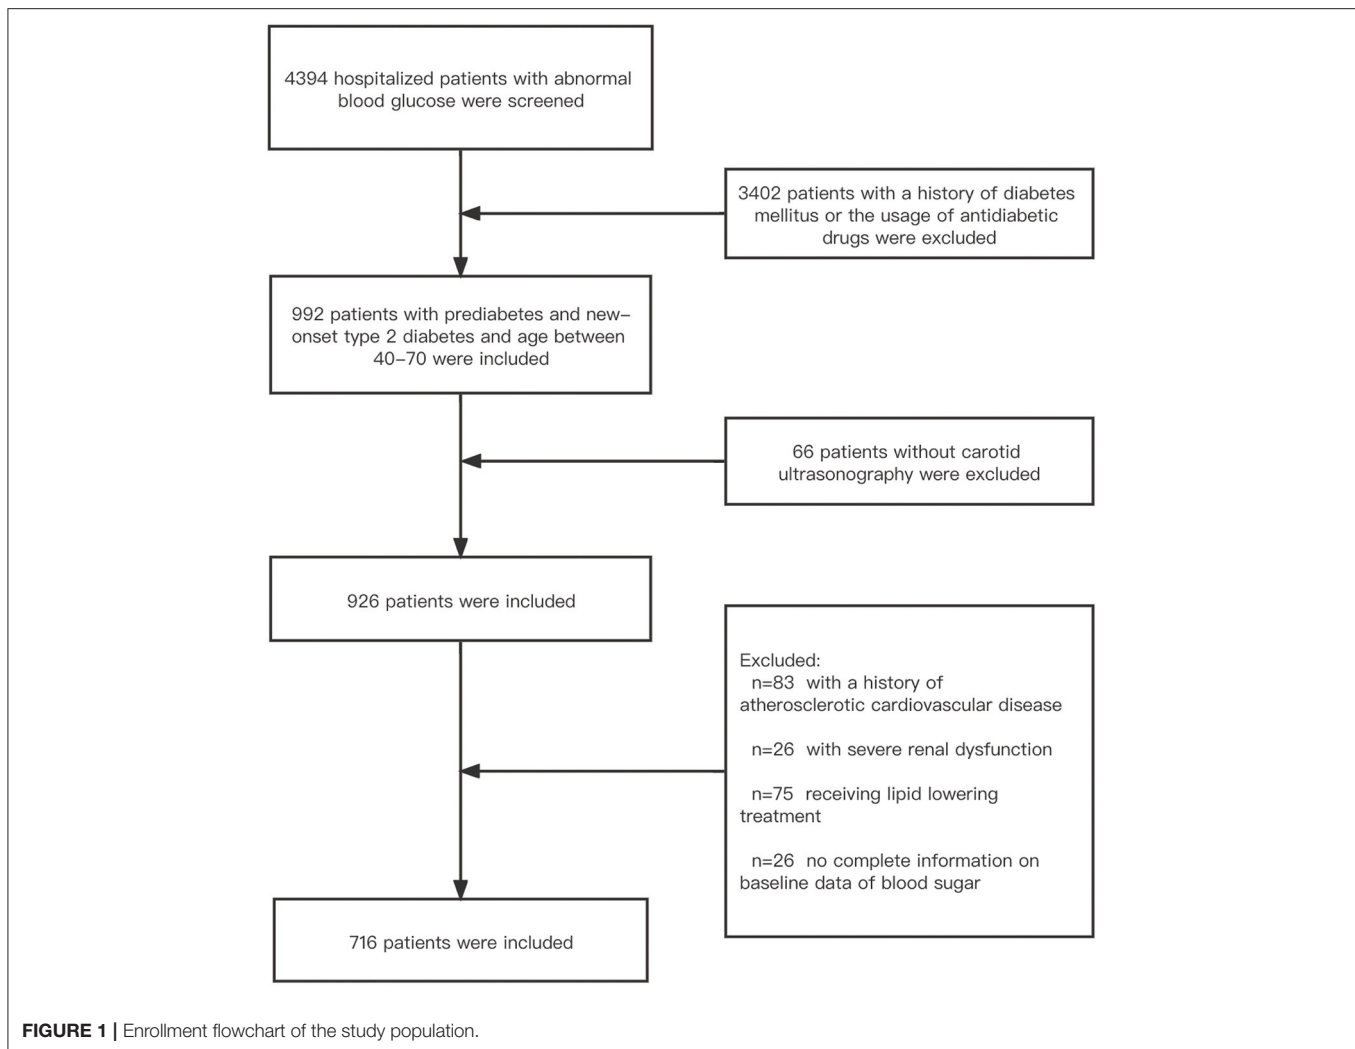 4394 hospitalized patients with abnormal
blood glucose were screened
3402 patients with a history of diabetes
mellitus or the usage of antidiabetic
drugs were excluded
992 patients with prediabetes and new–
onset type 2 diabetes and age between
40–70 were included
66 patients without carotid
ultrasonography were excluded
926 patients were included
Excluded:
n=83 with a history of
atherosclerotic cardiovascular disease
n=26 with severe renal dysfunction
n=75 receiving lipid lowering
treatment
n=26 no complete information on
baseline data of blood sugar
716 patients were included
FIGURE 1 | Enrollment flowchart of the study population.